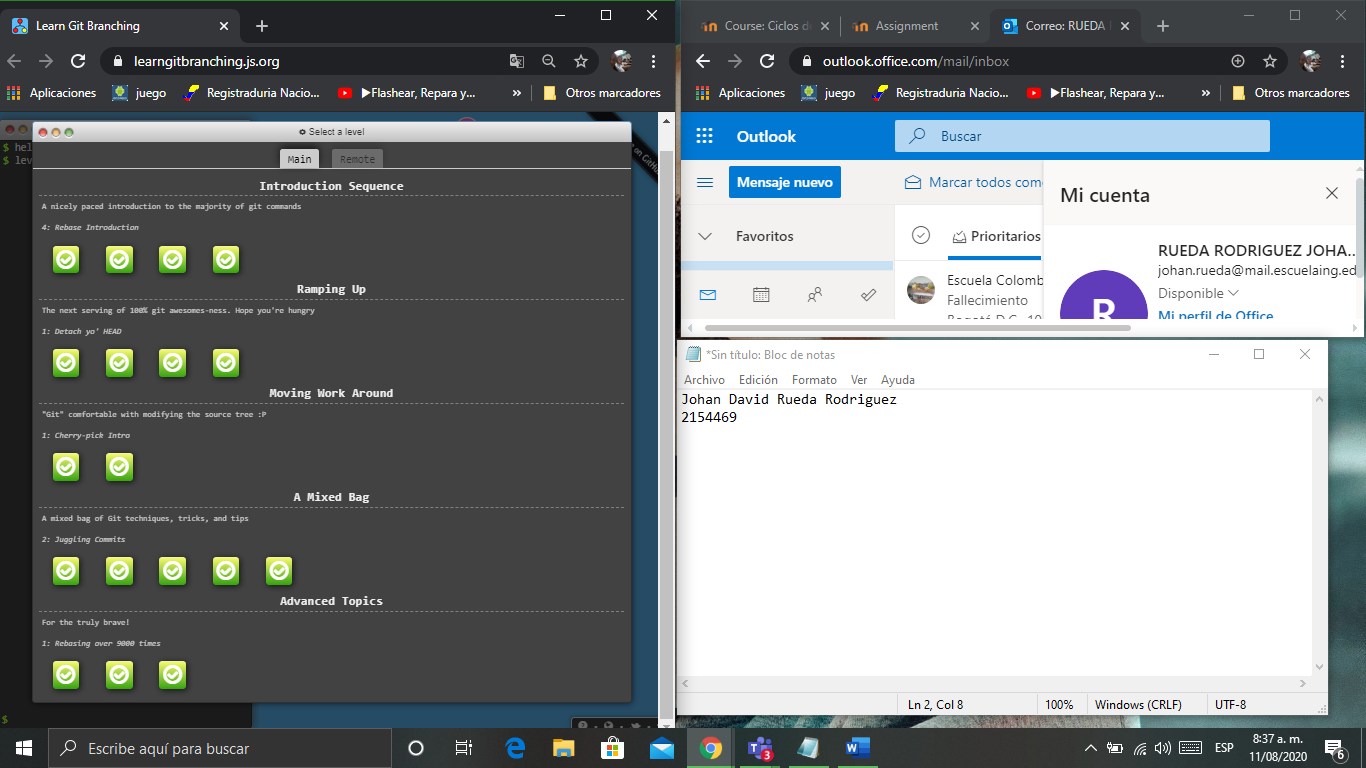 Learn Git Branching
learngitbranching.js.org
Aplicaciones
juego
Registraduria Nacio...
▶Flashear, Repara y...
»
Otros marcadores
$ hel
$ lev
Select a level
Main
Remote
Introduction Sequence
A nicely paced introduction to the majority of git commands
4: Rebase Introduction
Ramping Up
The next serving of 100% git awesomes-ness. Hope you're hungry
1: Detach yo' HEAD
Moving Work Around
"Git" comfortable with modifying the source tree :P
1: Cherry-pick Intro
A Mixed Bag
A mixed bag of Git techniques, tricks, and tips
2: Juggling Commits
Advanced Topics
For the truly brave!
1: Rebasing over 9000 times
$
Course: Ciclos d
Assignment
Correo: RUEDA
outlook.office.com/mail/inbox
Aplicaciones
juego
Registraduria Nacio...
▶Flashear, Repara y...
»
Otros marcadores
Outlook
Buscar
Mensaje nuevo
Marcar todos com
Favoritos
Prioritarios
Escuela Colomb
Fallecimiento
Mi cuenta
R
RUEDA RODRIGUEZ JOHA...
johan.rueda@mail.escuelaing.ed
Disponible
Mi perfil de Office
*Sin título: Bloc de notas
Archivo Edición Formato Ver Ayuda
Johan David Rueda Rodriguez
2154469
Ln 2, Col 8
100%
Windows (CRLF)
UTF-8
Escribe aquí para buscar
3
ESP
8:37 a. m.
11/08/2020
6